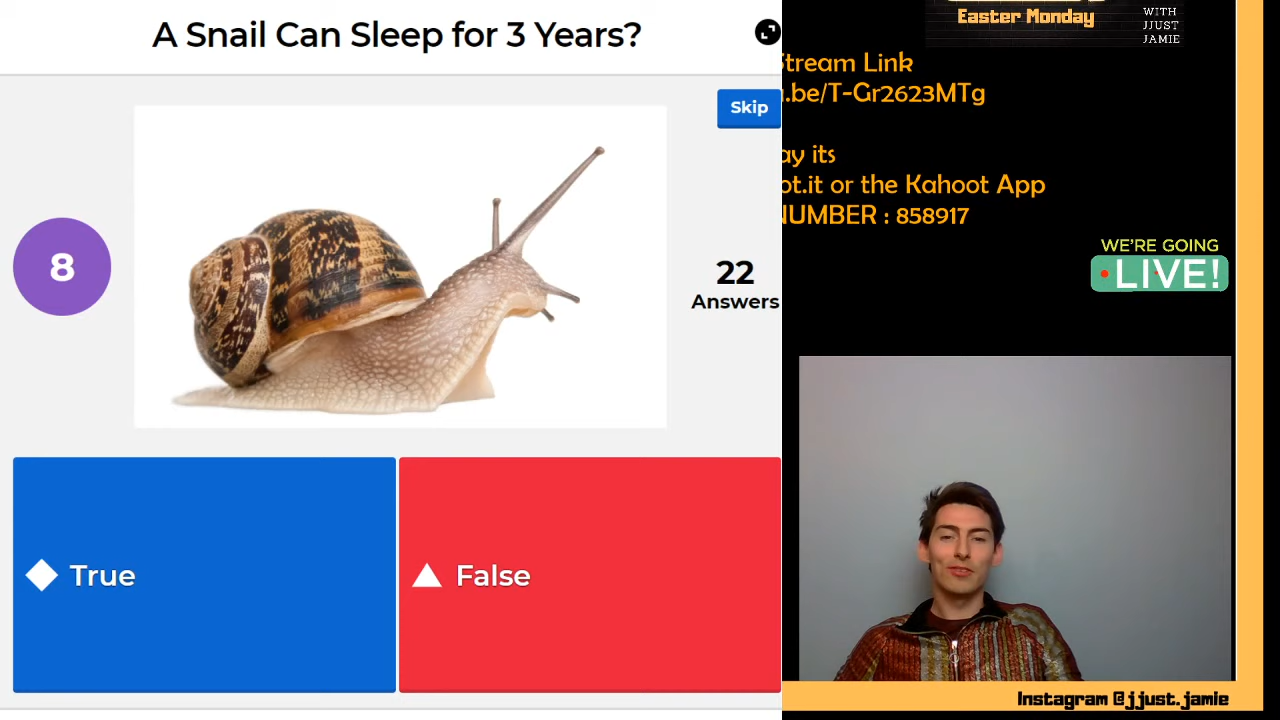 A Snail Can Sleep for 3 Years?
Skip
8
22
Answers
True
False
Easter Monday
WITH
JJUST
JAMIE
Stream Link
.be/T-Gr2623MTg
ay its
ot.it or the Kahoot App
NUMBER : 858917
WE'RE GOING
LIVE!
Instagram @jjust.jamie